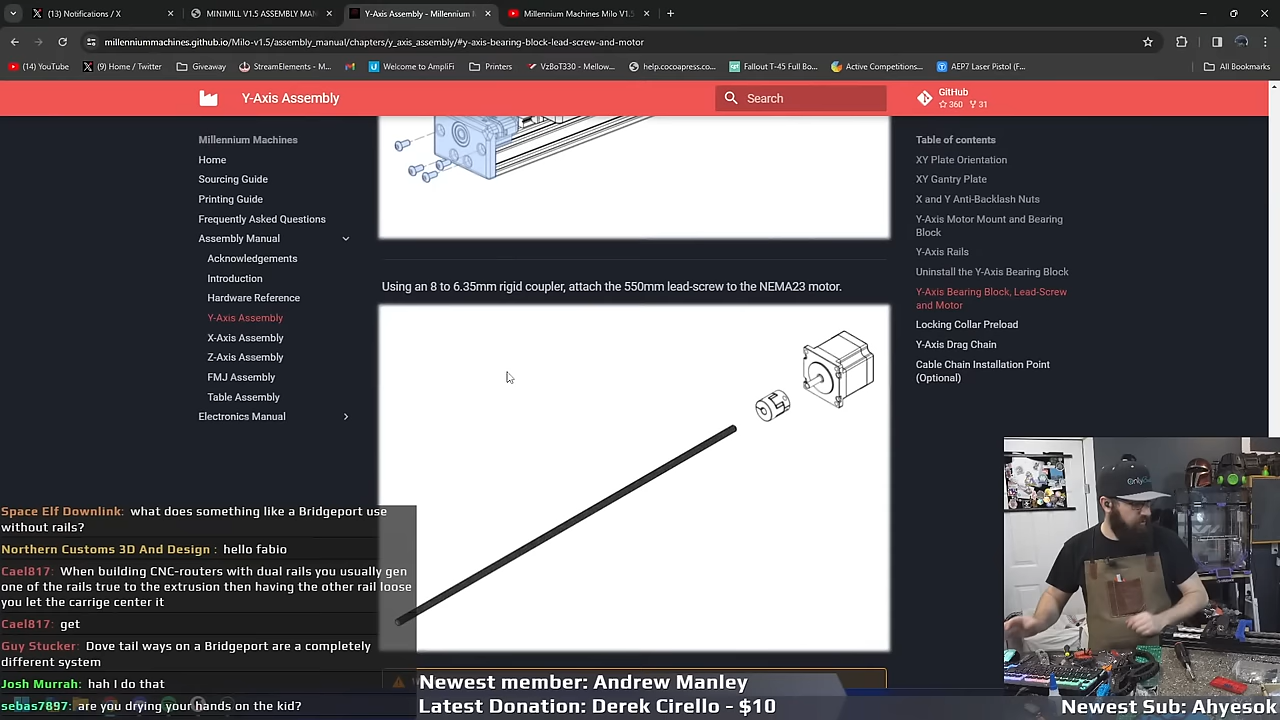 (13) Notifications / X
MINIMILL V1.5 ASSEMBLY MAN
Y-Axis Assembly - Millennium M
Millennium Machines Milo V1.5
millenniummachines.github.io/Milo-v1.5/assembly_manual/chapters/y_axis_assembly/#y-axis-bearing-block-lead-screw-and-motor
(14) YouTube
(9) Home / Twitter
Giveaway
StreamElements - M...
Welcome to AmpliFi
Printers
VzBoT330 - Mellow...
help.cocoapress.co...
Fallout T-45 Full Bo...
Active Competitions...
AEP7 Laser Pistol (F...
All Bookmarks
Y-Axis Assembly
Search
GitHub
360 31
Millennium Machines
Home
Sourcing Guide
Printing Guide
Frequently Asked Questions
Assembly Manual
Acknowledgements
Introduction
Hardware Reference
Y-Axis Assembly
X-Axis Assembly
Z-Axis Assembly
FMJ Assembly
Table Assembly
Electronics Manual
Using an 8 to 6.35mm rigid coupler, attach the 550mm lead-screw to the NEMA23 motor.
Table of contents
XY Plate Orientation
XY Gantry Plate
X and Y Anti-Backlash Nuts
Y-Axis Motor Mount and Bearing
Block
Y-Axis Rails
Uninstall the Y-Axis Bearing Block
Y-Axis Bearing Block, Lead-Screw
and Motor
Locking Collar Preload
Y-Axis Drag Chain
Cable Chain Installation Point
(Optional)
Space Elf Downlink: what does something like a Bridgeport use
without rails?
Northern Customs 3D And Design : hello fabio
Cael817: When building CNC-routers with dual rails you usually gen
one of the rails true to the extrusion then having the other rail loose
you let the carrige center it
Cael817: get
Guy Stucker: Dove tail ways on a Bridgeport are a completely
different system
Josh Murrah: hah I do that
sebas7897: are you drying your hands on the kid?
Newest member: Andrew Manley
Latest Donation: Derek Cirello - $10
Newest Sub: Ahyesok